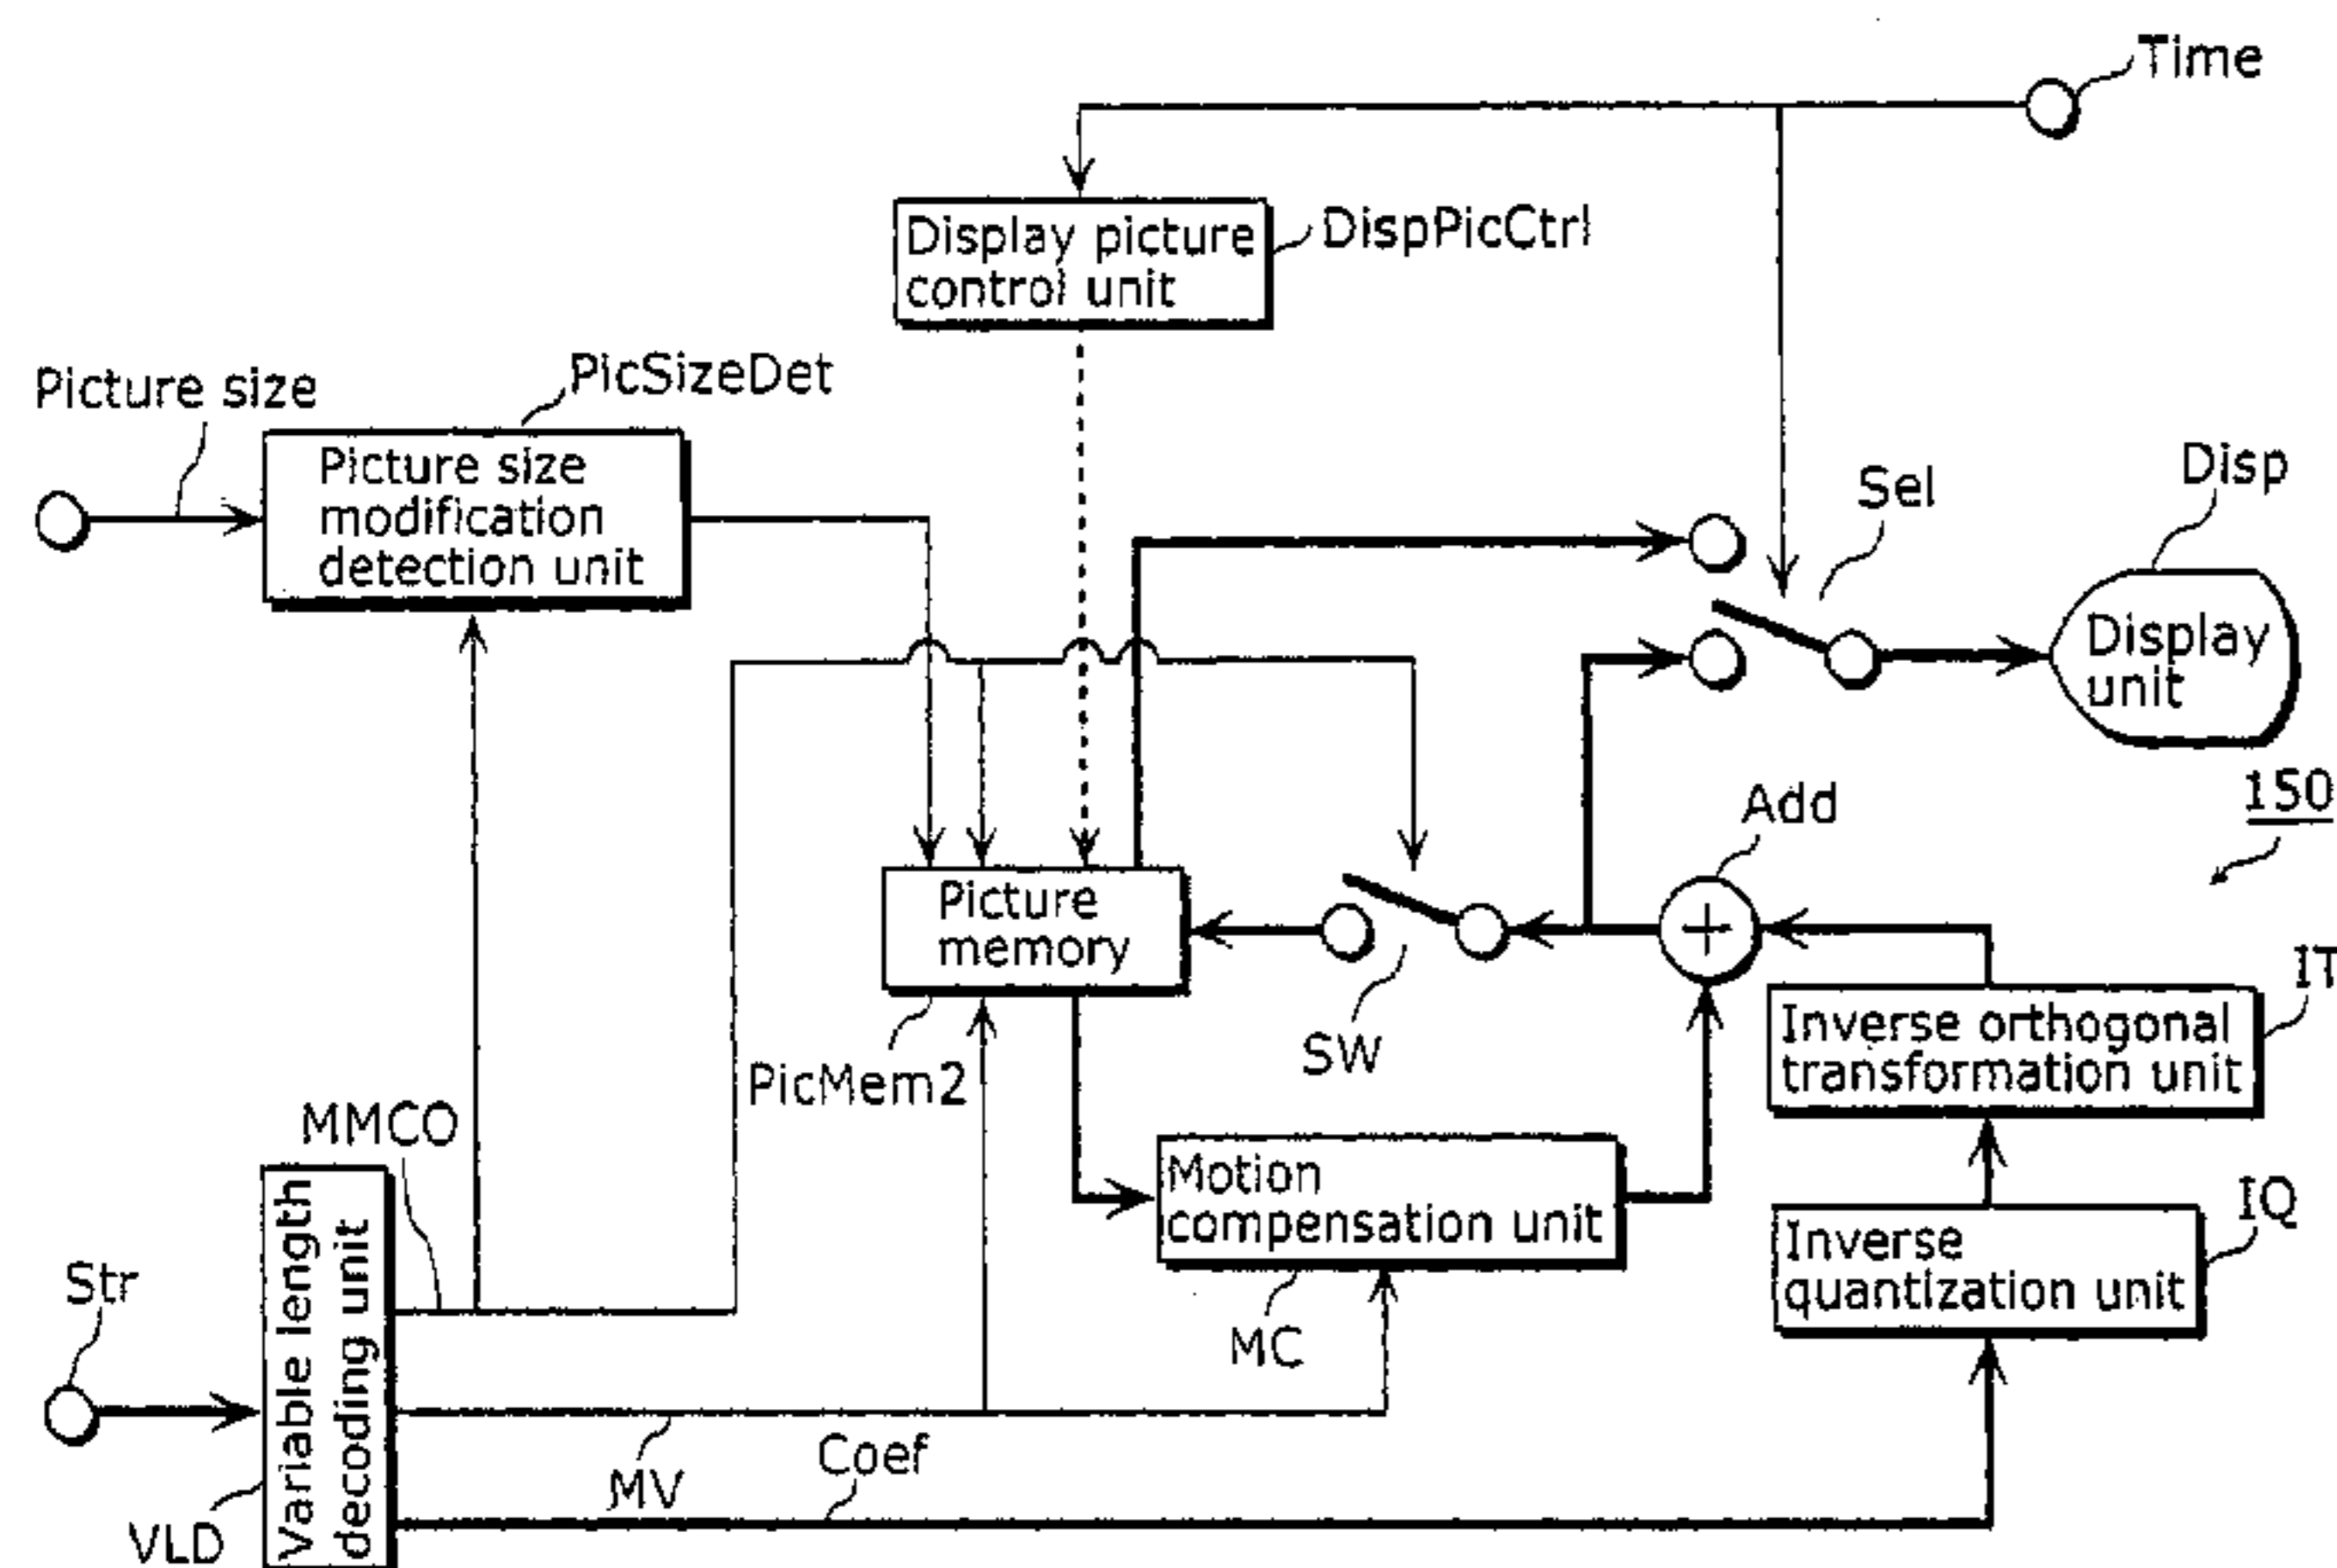 Time
Display picture
control unit
DispPicCtrl
Picture size
PicSizeDet
Picture size
modification
detection unit
Sel
Disp
Display
unit
150
Add
Picture
memory
SW
IT
Inverse orthogonal
transformation unit
PicMem2
MMCO
Motion
compensation unit
IQ
Inverse
quantization unit
Str
Variable length
decoding unit
MC
MV
Coef
VLD